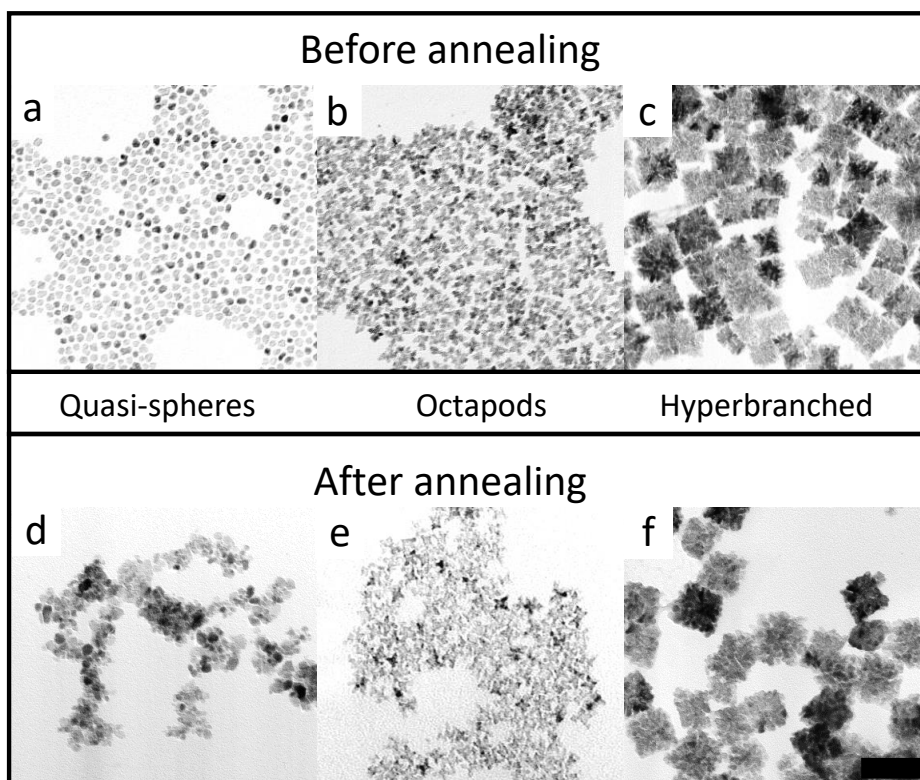 Before annealing
a
b
c
Quasi-spheres
Octapods
Hyperbranched
After annealing
d
e
f